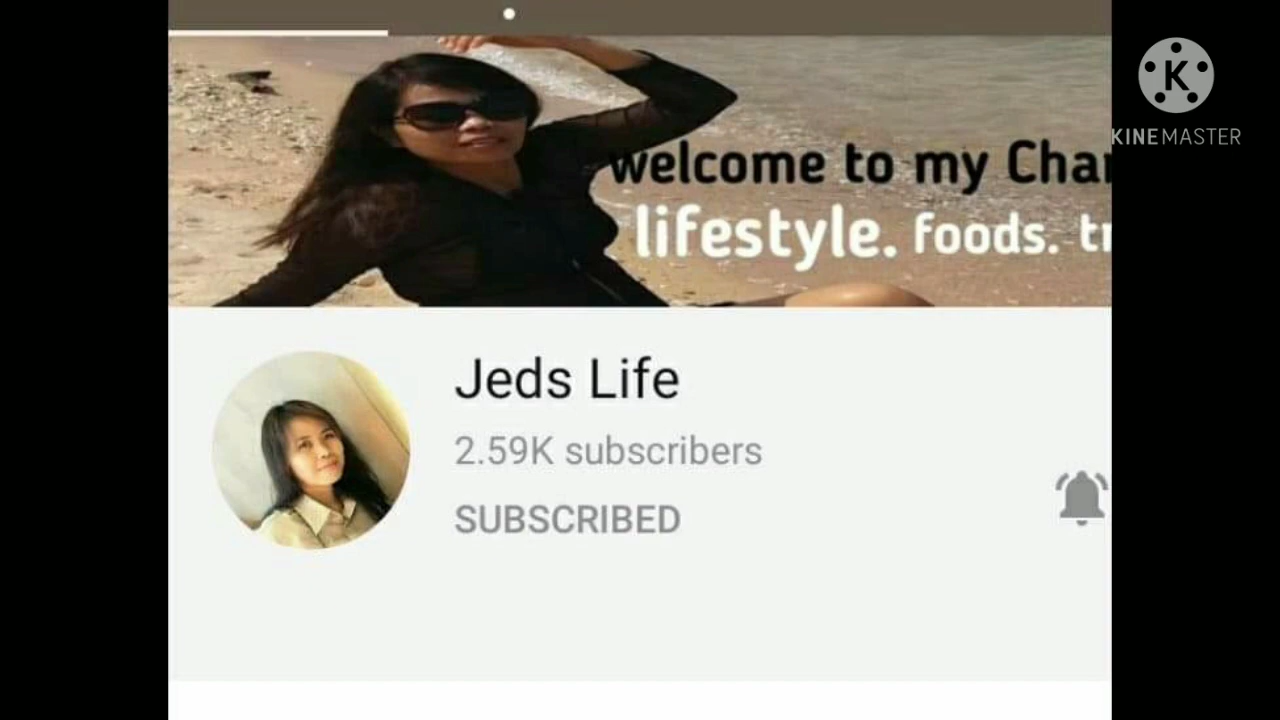 welcome to my
lifestyle. foods.
Jeds Life
2.59K subscribers
SUBSCRIBED
K
KINEMASTER